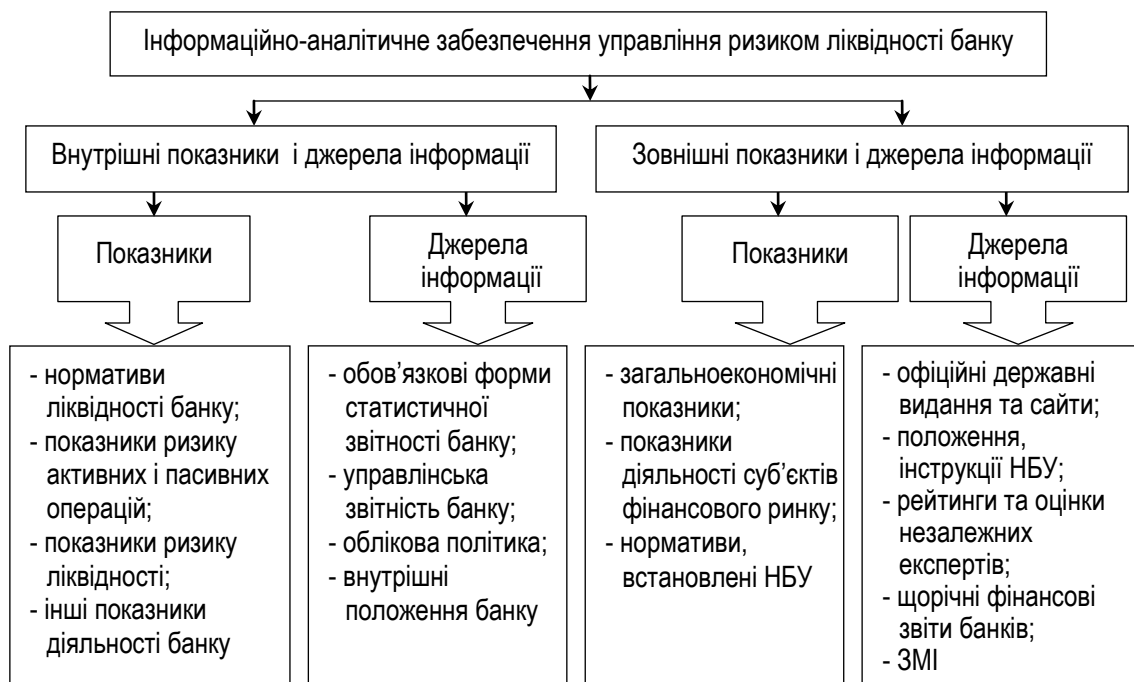 Інформаційно-аналітичне забезпечення управління ризиком ліквідності банку
Внутрішні показники і джерела інформації
Зовнішні показники і джерела інформації
Показники
Джерела
інформації
Показники
Джерела
інформації
- нормативи
ліквідності банку;
- показники ризику
активних і пасивних
операцій;
- показники ризику
ліквідності;
- інші показники
діяльності банку
- обов’язкові форми
статистичної
звітності банку;
- управлінська
звітність банку;
- облікова політика;
- внутрішні
положення банку
- загальноекономічні
показники;
- показники
діяльності суб’єктів
фінансового ринку;
- нормативи,
встановлені НБУ
- офіційні державні
видання та сайти;
- положення,
інструкції НБУ;
- рейтинги та оцінки
незалежних
експертів;
- щорічні фінансові
звіти банків;
- ЗМІ